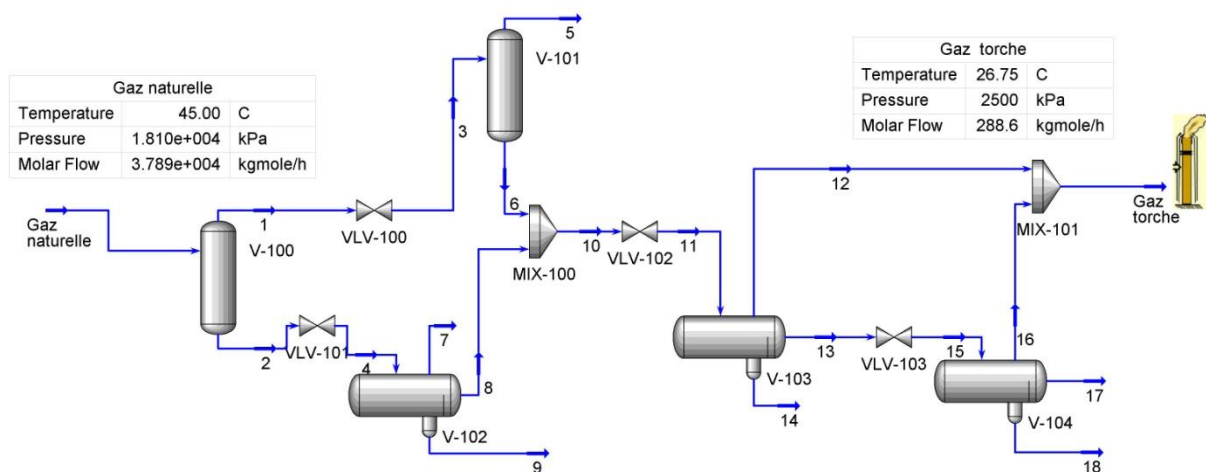 Gaz naturelle
Temperature 45.00 C
Pressure 1.810e+004 kPa
Molar Flow 3.789e+004 kgmole/h
Gaz torche
Temperature 26.75 C
Pressure 2500 kPa
Molar Flow 288.6 kgmole/h
5
V-101
3
12
Gaz
naturelle
1
V-100
VLV-100
6
MIX-100
10
VLV-102
11
MIX-101
Gaz
torche
2
VLV-101
4
7
8
V-102
9
13
V-103
14
VLV-103
15
16
17
V-104
18